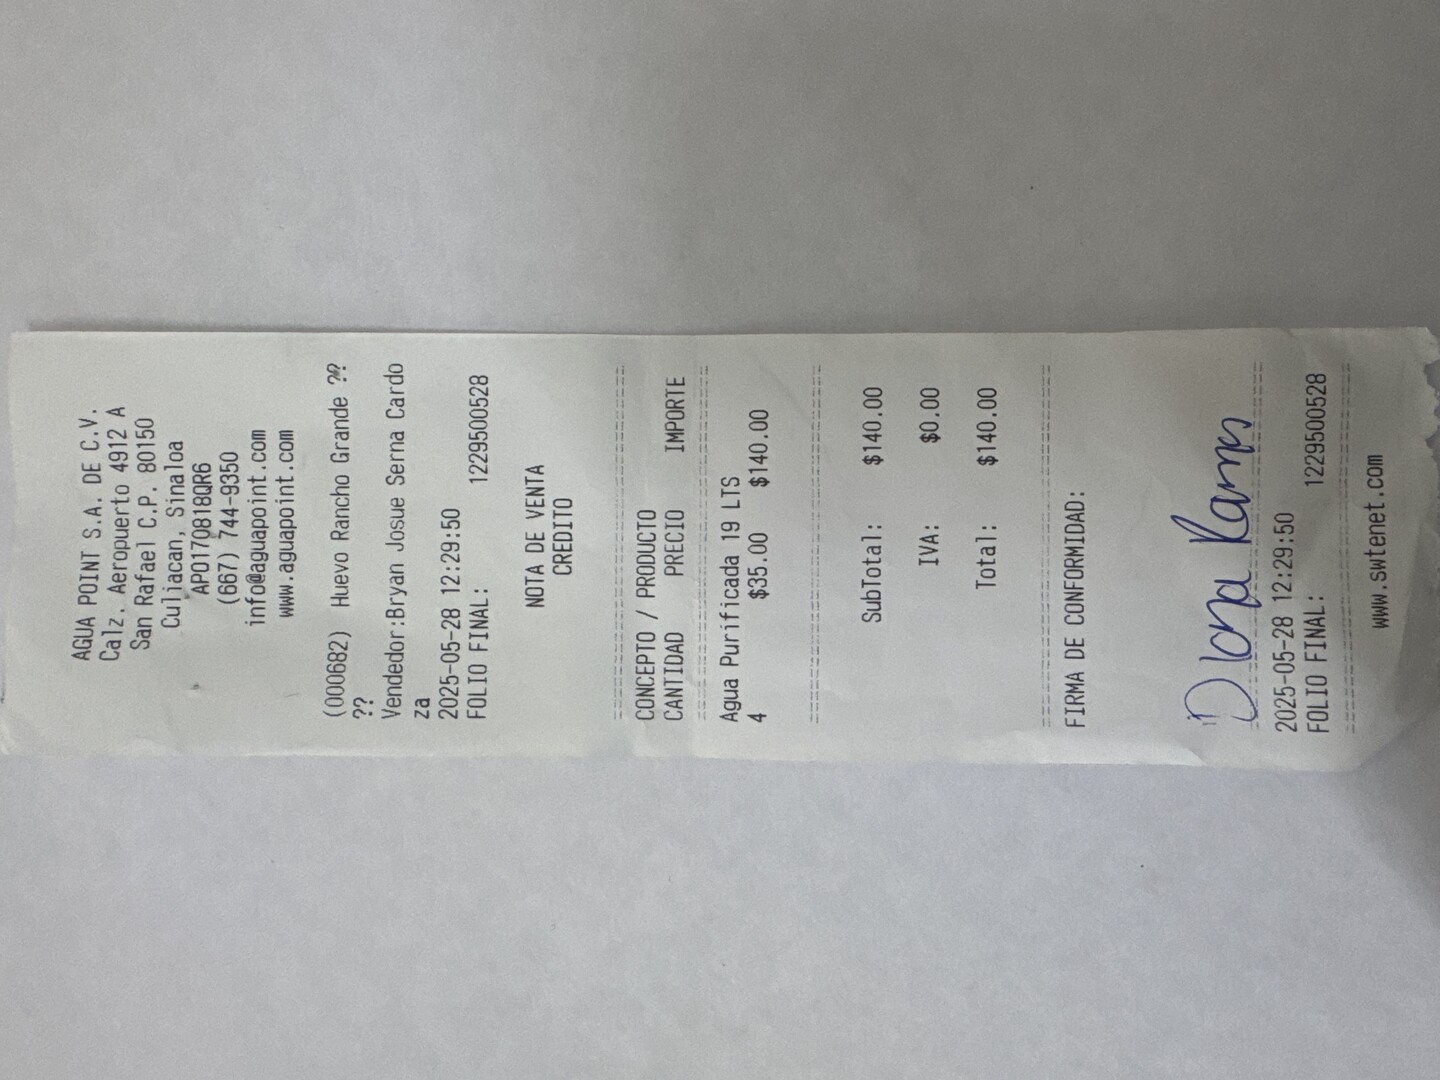 AGUA POINT S.A. DE C.V.
Calz. Aeropuerto 4912 A
San Rafael C.P. 80150
Culiacan, Sinaloa
APO170818QR6
(667) 744-9350
info@aguapoint.com
www.aguapoint.com
(000682) Huevo Rancho Grande ??
??
Vendedor:Bryan Josue Serna Cardo
za
2025-05-28 12:29:50
FOLIO FINAL: 1229500528
NOTA DE VENTA
CREDITO
CONCEPTO / PRODUCTO
CANTIDAD PRECIO IMPORTE
Agua Purificada 19 LTS
4 $35.00 $140.00
SubTotal: $140.00
IVA: $0.00
Total: $140.00
FIRMA DE CONFORMIDAD:
Ramos
2025-05-28 12:29:50
FOLIO FINAL: 1229500528
www.swtenet.com